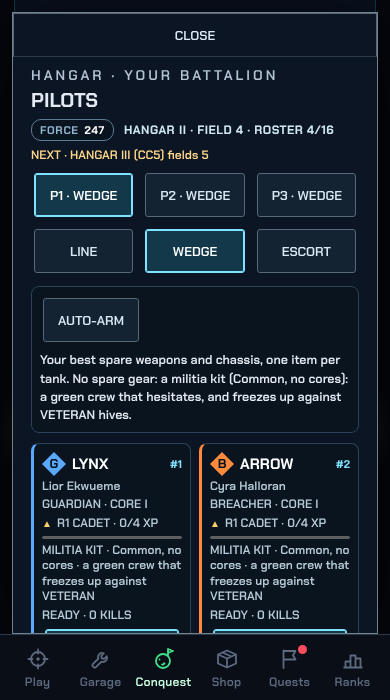 CLOSE
HANGAR · YOUR BATTALION
PILOTS
FORCE 247 HANGAR II · FIELD 4 · ROSTER 4/16
NEXT · HANGAR III (CC5) fields 5
P1 · WEDGE P2 · WEDGE P3 · WEDGE
LINE WEDGE ESCORT
AUTO-ARM
Your best spare weapons and chassis, one item per
tank. No spare gear: a militia kit (Common, no cores):
a green crew that hesitates, and freezes up against
VETERAN hives.
G LYNX #1
Lior Ekwueme
GUARDIAN · CORE I
▲ R1 CADET · 0/4 XP
MILITIA KIT · Common, no
cores · a green crew that
freezes up against
VETERAN
READY · 0 KILLS
B ARROW #2
Cyra Halloran
BREACHER · CORE I
▲ R1 CADET · 0/4 XP
MILITIA KIT · Common, no
cores · a green crew that
freezes up against
VETERAN
READY · 0 KILLS
Play Garage Conquest Shop Quests Ranks